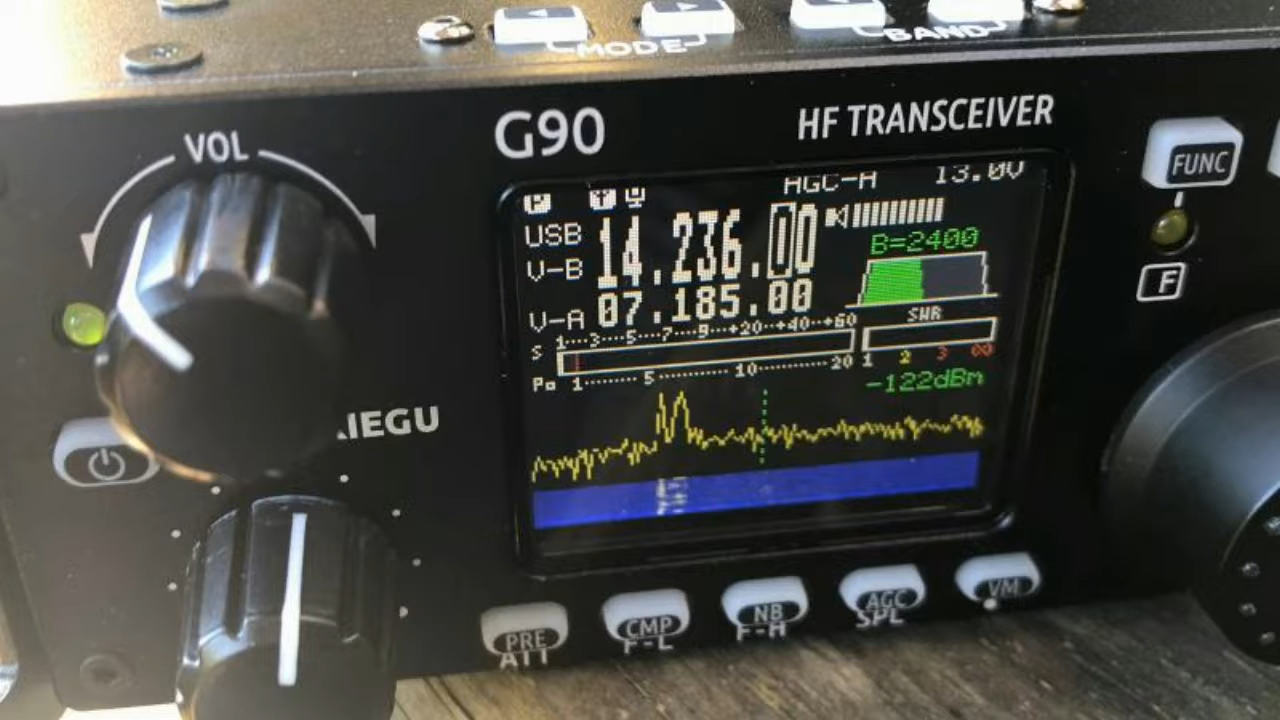 MODE
BAND
VOL
G90
HF TRANSCEIVER
FUNC
F
P T
AGC-A 13.0V
USB 14.236.00
B=2400
V-B
V-A 07.185.00
S 1····3····5····7····9···+20···+40···+60
SWR
1 2 3 ∞
Po 1········5·········10·········20
-122dBm
IEGU
PRE CMP NB AGC VM
ATT F-L F-H SPL